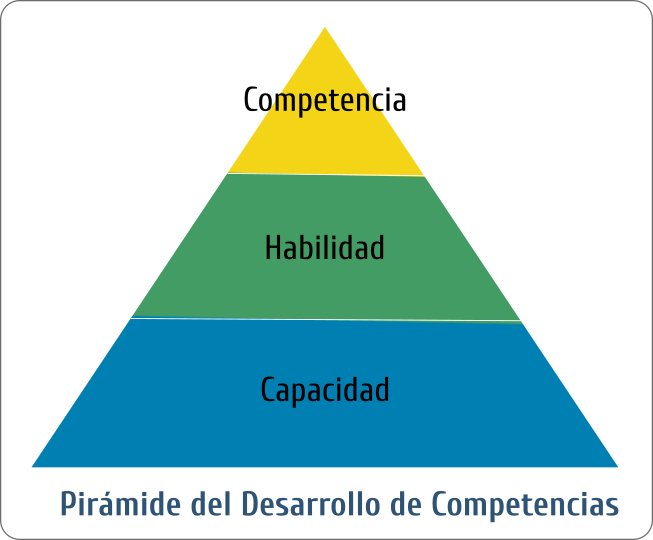 Competencia
Habilidad
Capacidad
Pirámide del Desarrollo de Competencias